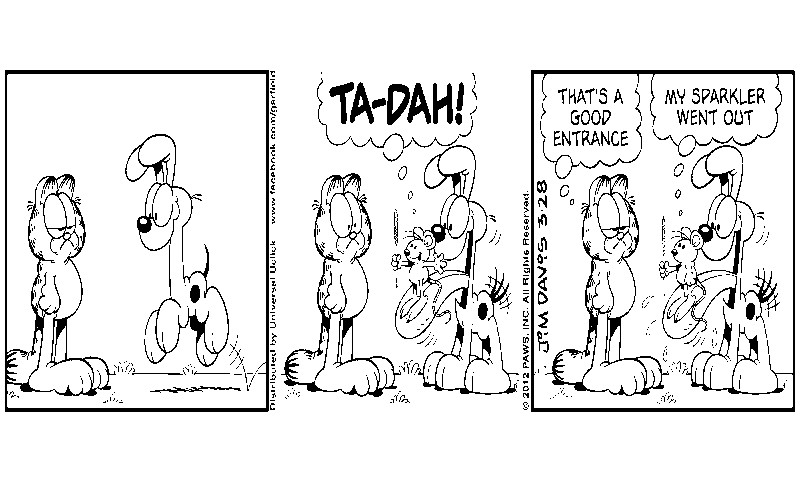 www.facebook.com/garfield
Distributed by Universal Uclick
TA-DAH!
© 2012 PAWS, INC. All Rights Reserved.
JIM DAVIS 3·28
THAT'S A
GOOD
ENTRANCE
MY SPARKLER
WENT OUT